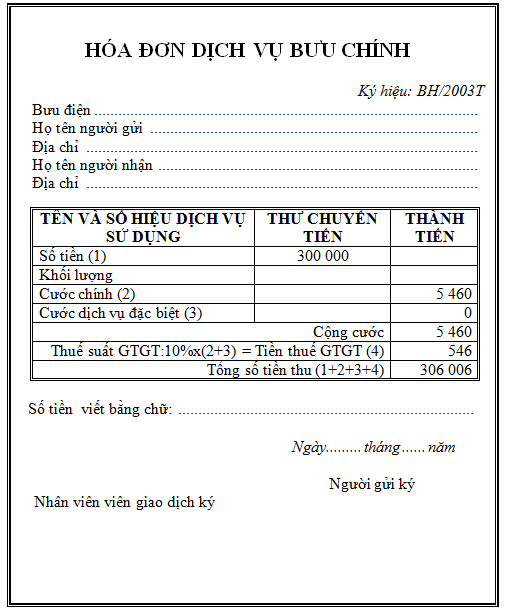 HÓA ĐƠN DỊCH VỤ BƯU CHÍNH
Ký hiệu: BH/2003T
Bưu điện ................................................................................................
Họ tên người gửi ..................................................................................
Địa chỉ ..................................................................................................
Họ tên người nhận ................................................................................
Địa chỉ ..................................................................................................
TÊN VÀ SỐ HIỆU DỊCH VỤ SỬ DỤNG | THƯ CHUYỂN TIỀN | THÀNH TIỀN
Số tiền (1) 300 000
Khối lượng
Cước chính (2) 5 460
Cước dịch vụ đặc biệt (3) 0
Cộng cước 5 460
Thuế suất GTGT:10%x(2+3) = Tiền thuế GTGT (4) 546
Tổng số tiền thu (1+2+3+4) 306 006
Số tiền viết bằng chữ: ..........................................................................
Ngày......... tháng...... năm
Người gửi ký
Nhân viên viên giao dịch ký